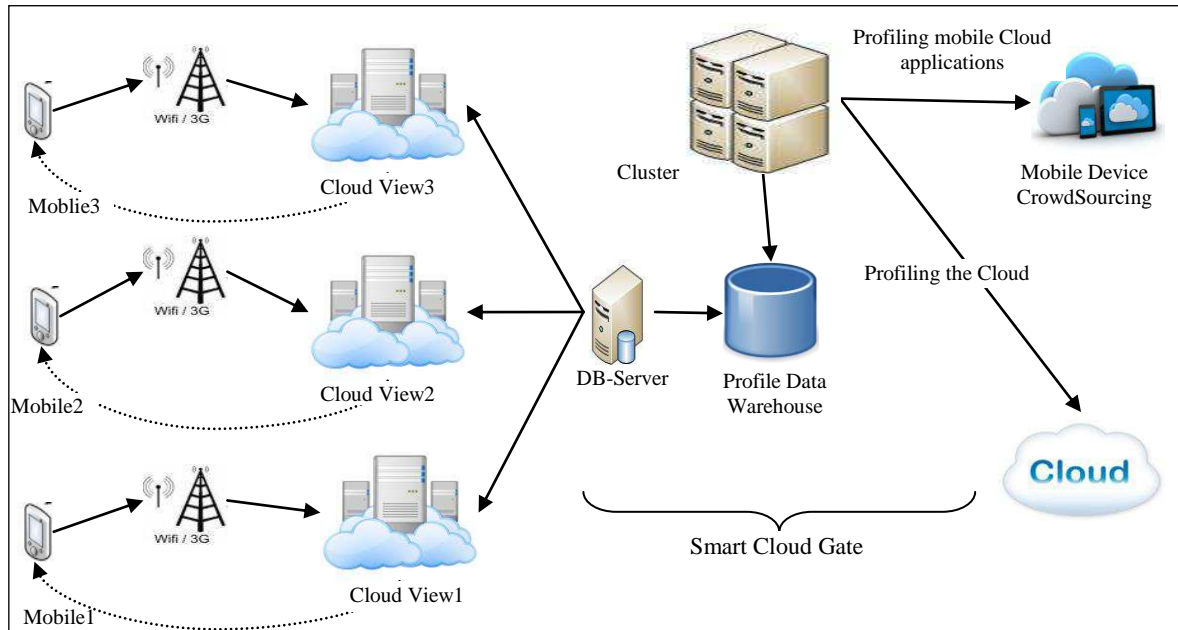 Wifi / 3G
Cloud View3
Moblie3
Wifi / 3G
Cloud View2
Mobile2
Wifi / 3G
Cloud View1
Mobile1
Cluster
Profiling mobile Cloud
applications
Mobile Device
CrowdSourcing
Profiling the Cloud
DB-Server
Profile Data
Warehouse
Cloud
Smart Cloud Gate